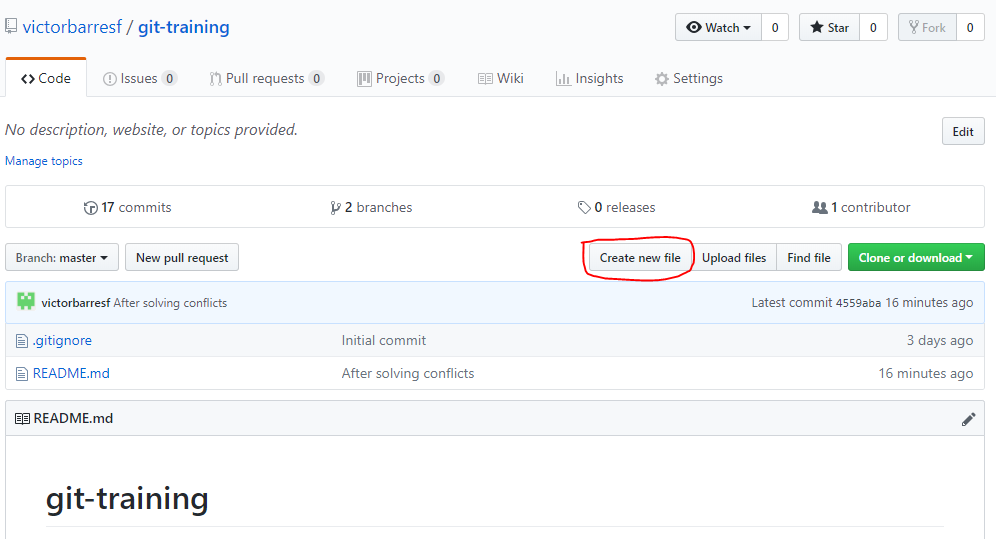 victorbarresf / git-training
Watch 0 Star 0 Fork 0
Code Issues 0 Pull requests 0 Projects 0 Wiki Insights Settings
No description, website, or topics provided.
Edit
Manage topics
17 commits 2 branches 0 releases 1 contributor
Branch: master New pull request Create new file Upload files Find file Clone or download
victorbarresf After solving conflicts Latest commit 4559aba 16 minutes ago
.gitignore Initial commit 3 days ago
README.md After solving conflicts 16 minutes ago
README.md
git-training